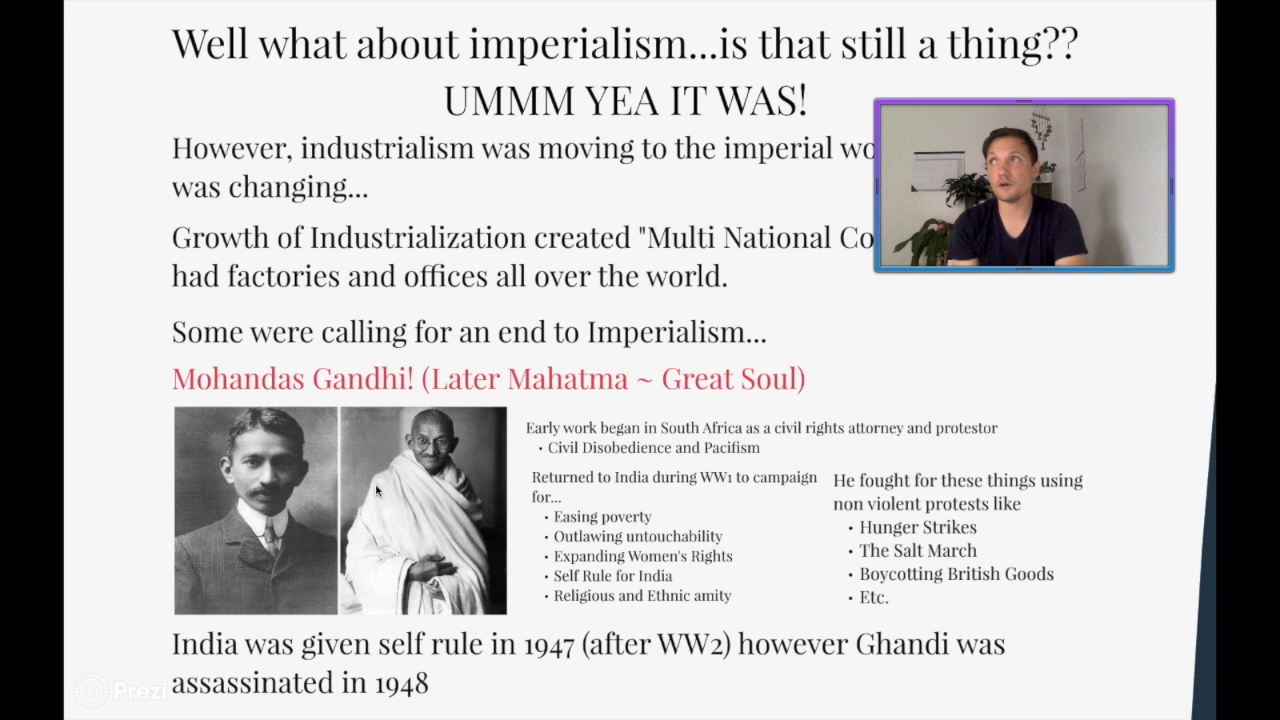 Well what about imperialism...is that still a thing??
UMMM YEA IT WAS!
However, industrialism was moving to the imperial
was changing...
Growth of Industrialization created "Multi National
had factories and offices all over the world.
Some were calling for an end to Imperialism...
Mohandas Gandhi! (Later Mahatma ~ Great Soul)
Early work began in South Africa as a civil rights attorney and protestor
• Civil Disobedience and Pacifism
Returned to India during WW1 to campaign
for...
• Easing poverty
• Outlawing untouchability
• Expanding Women's Rights
• Self Rule for India
• Religious and Ethnic amity
He fought for these things using
non violent protests like
• Hunger Strikes
• The Salt March
• Boycotting British Goods
• Etc.
India was given self rule in 1947 (after WW2) however Ghandi was
assassinated in 1948
Prezi